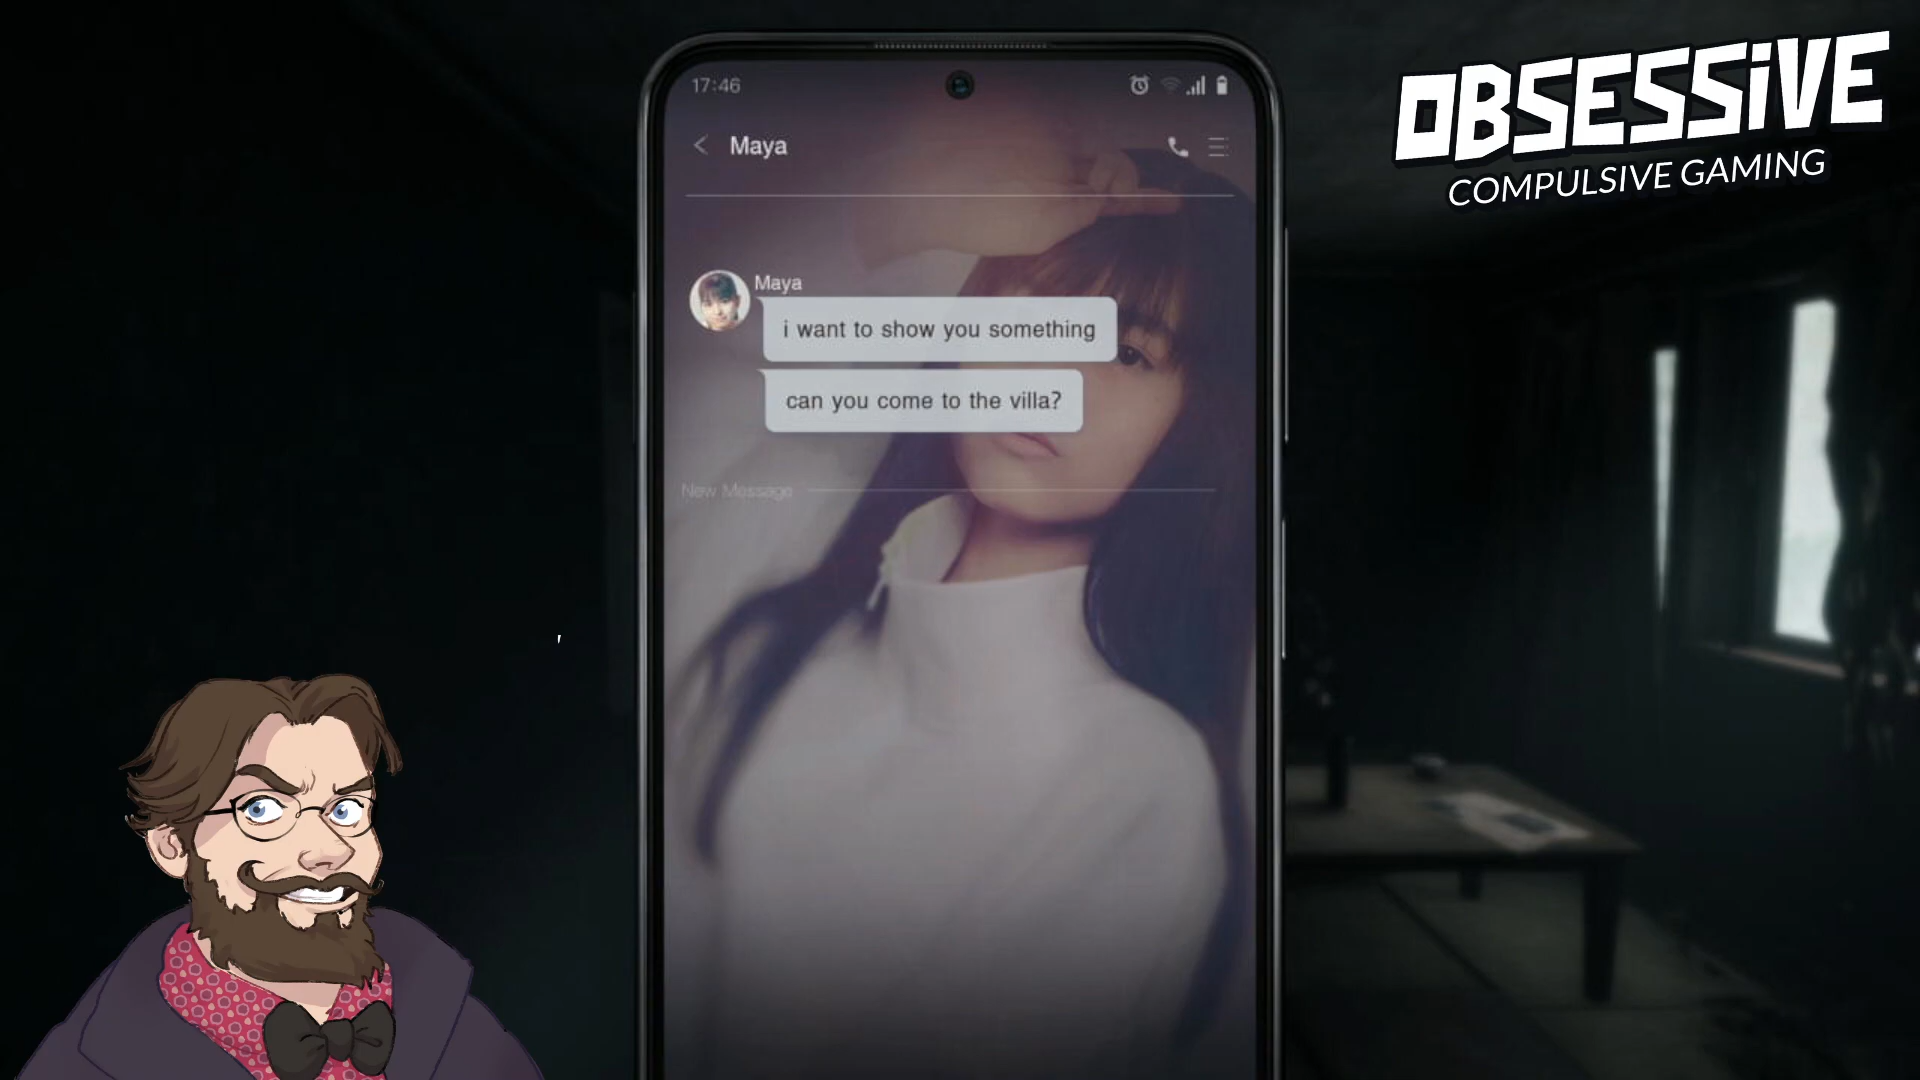 OBSESSIVE
COMPULSIVE GAMING
17:46
Maya
Maya
i want to show you something
can you come to the villa?
New Message